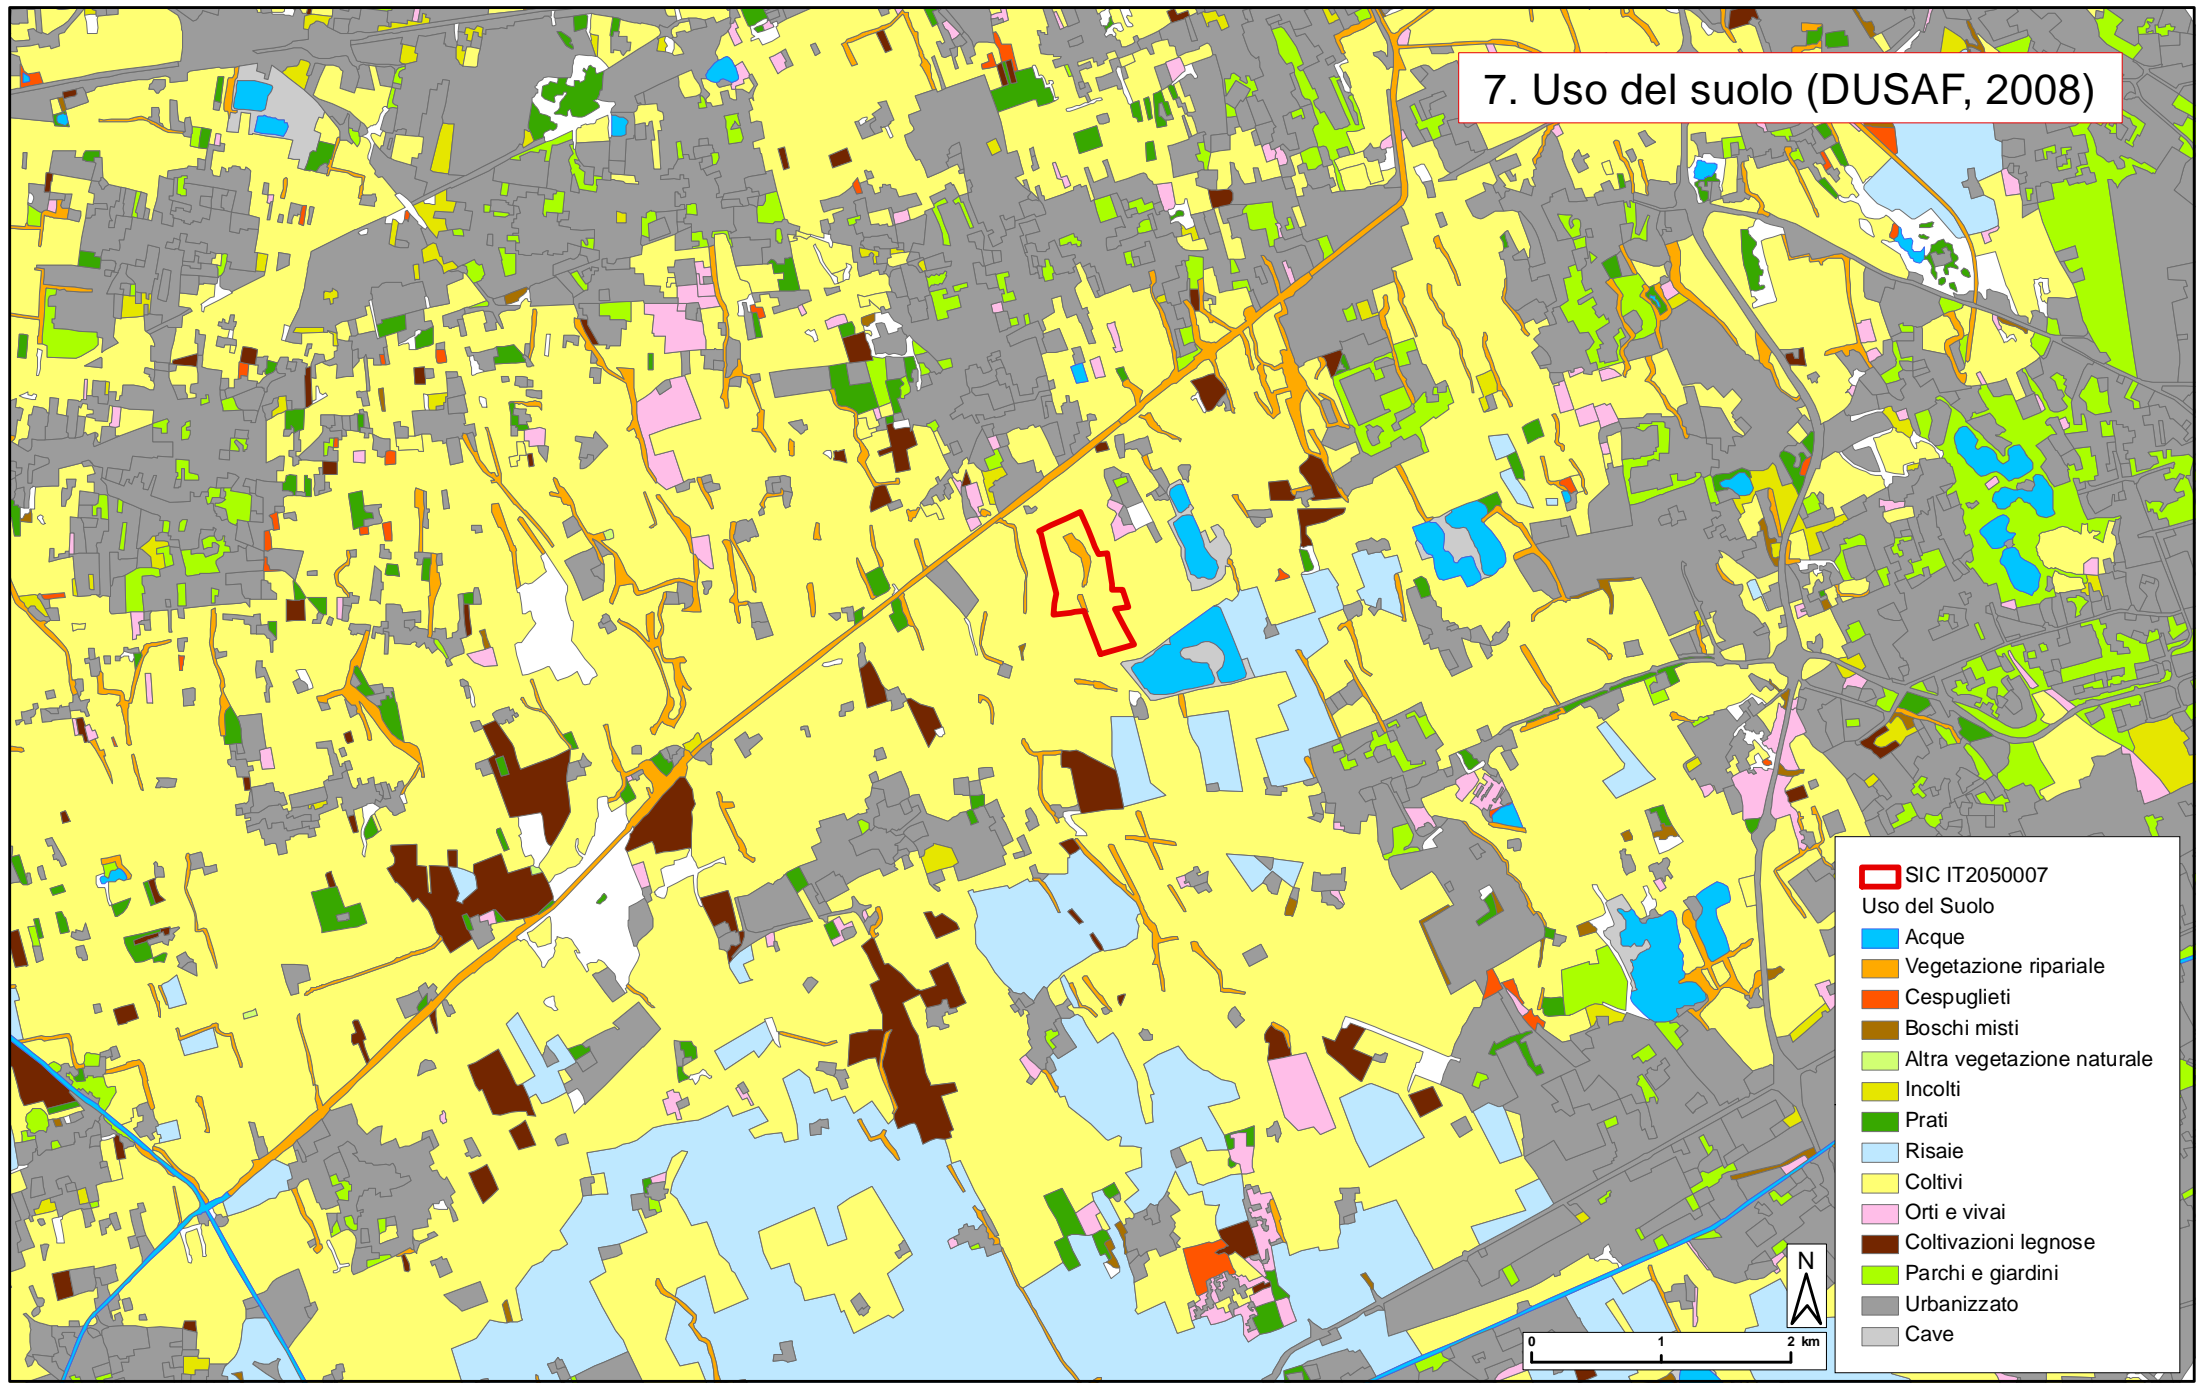 7. Uso del suolo (DUSAF, 2008)
SIC IT2050007
Uso del Suolo
Acque
Vegetazione ripariale
Cespuglieti
Boschi misti
Altra vegetazione naturale
Incolti
Prati
Risaie
Coltivi
Orti e vivai
Coltivazioni legnose
Parchi e giardini
Urbanizzato
Cave
N
0 1 2 km